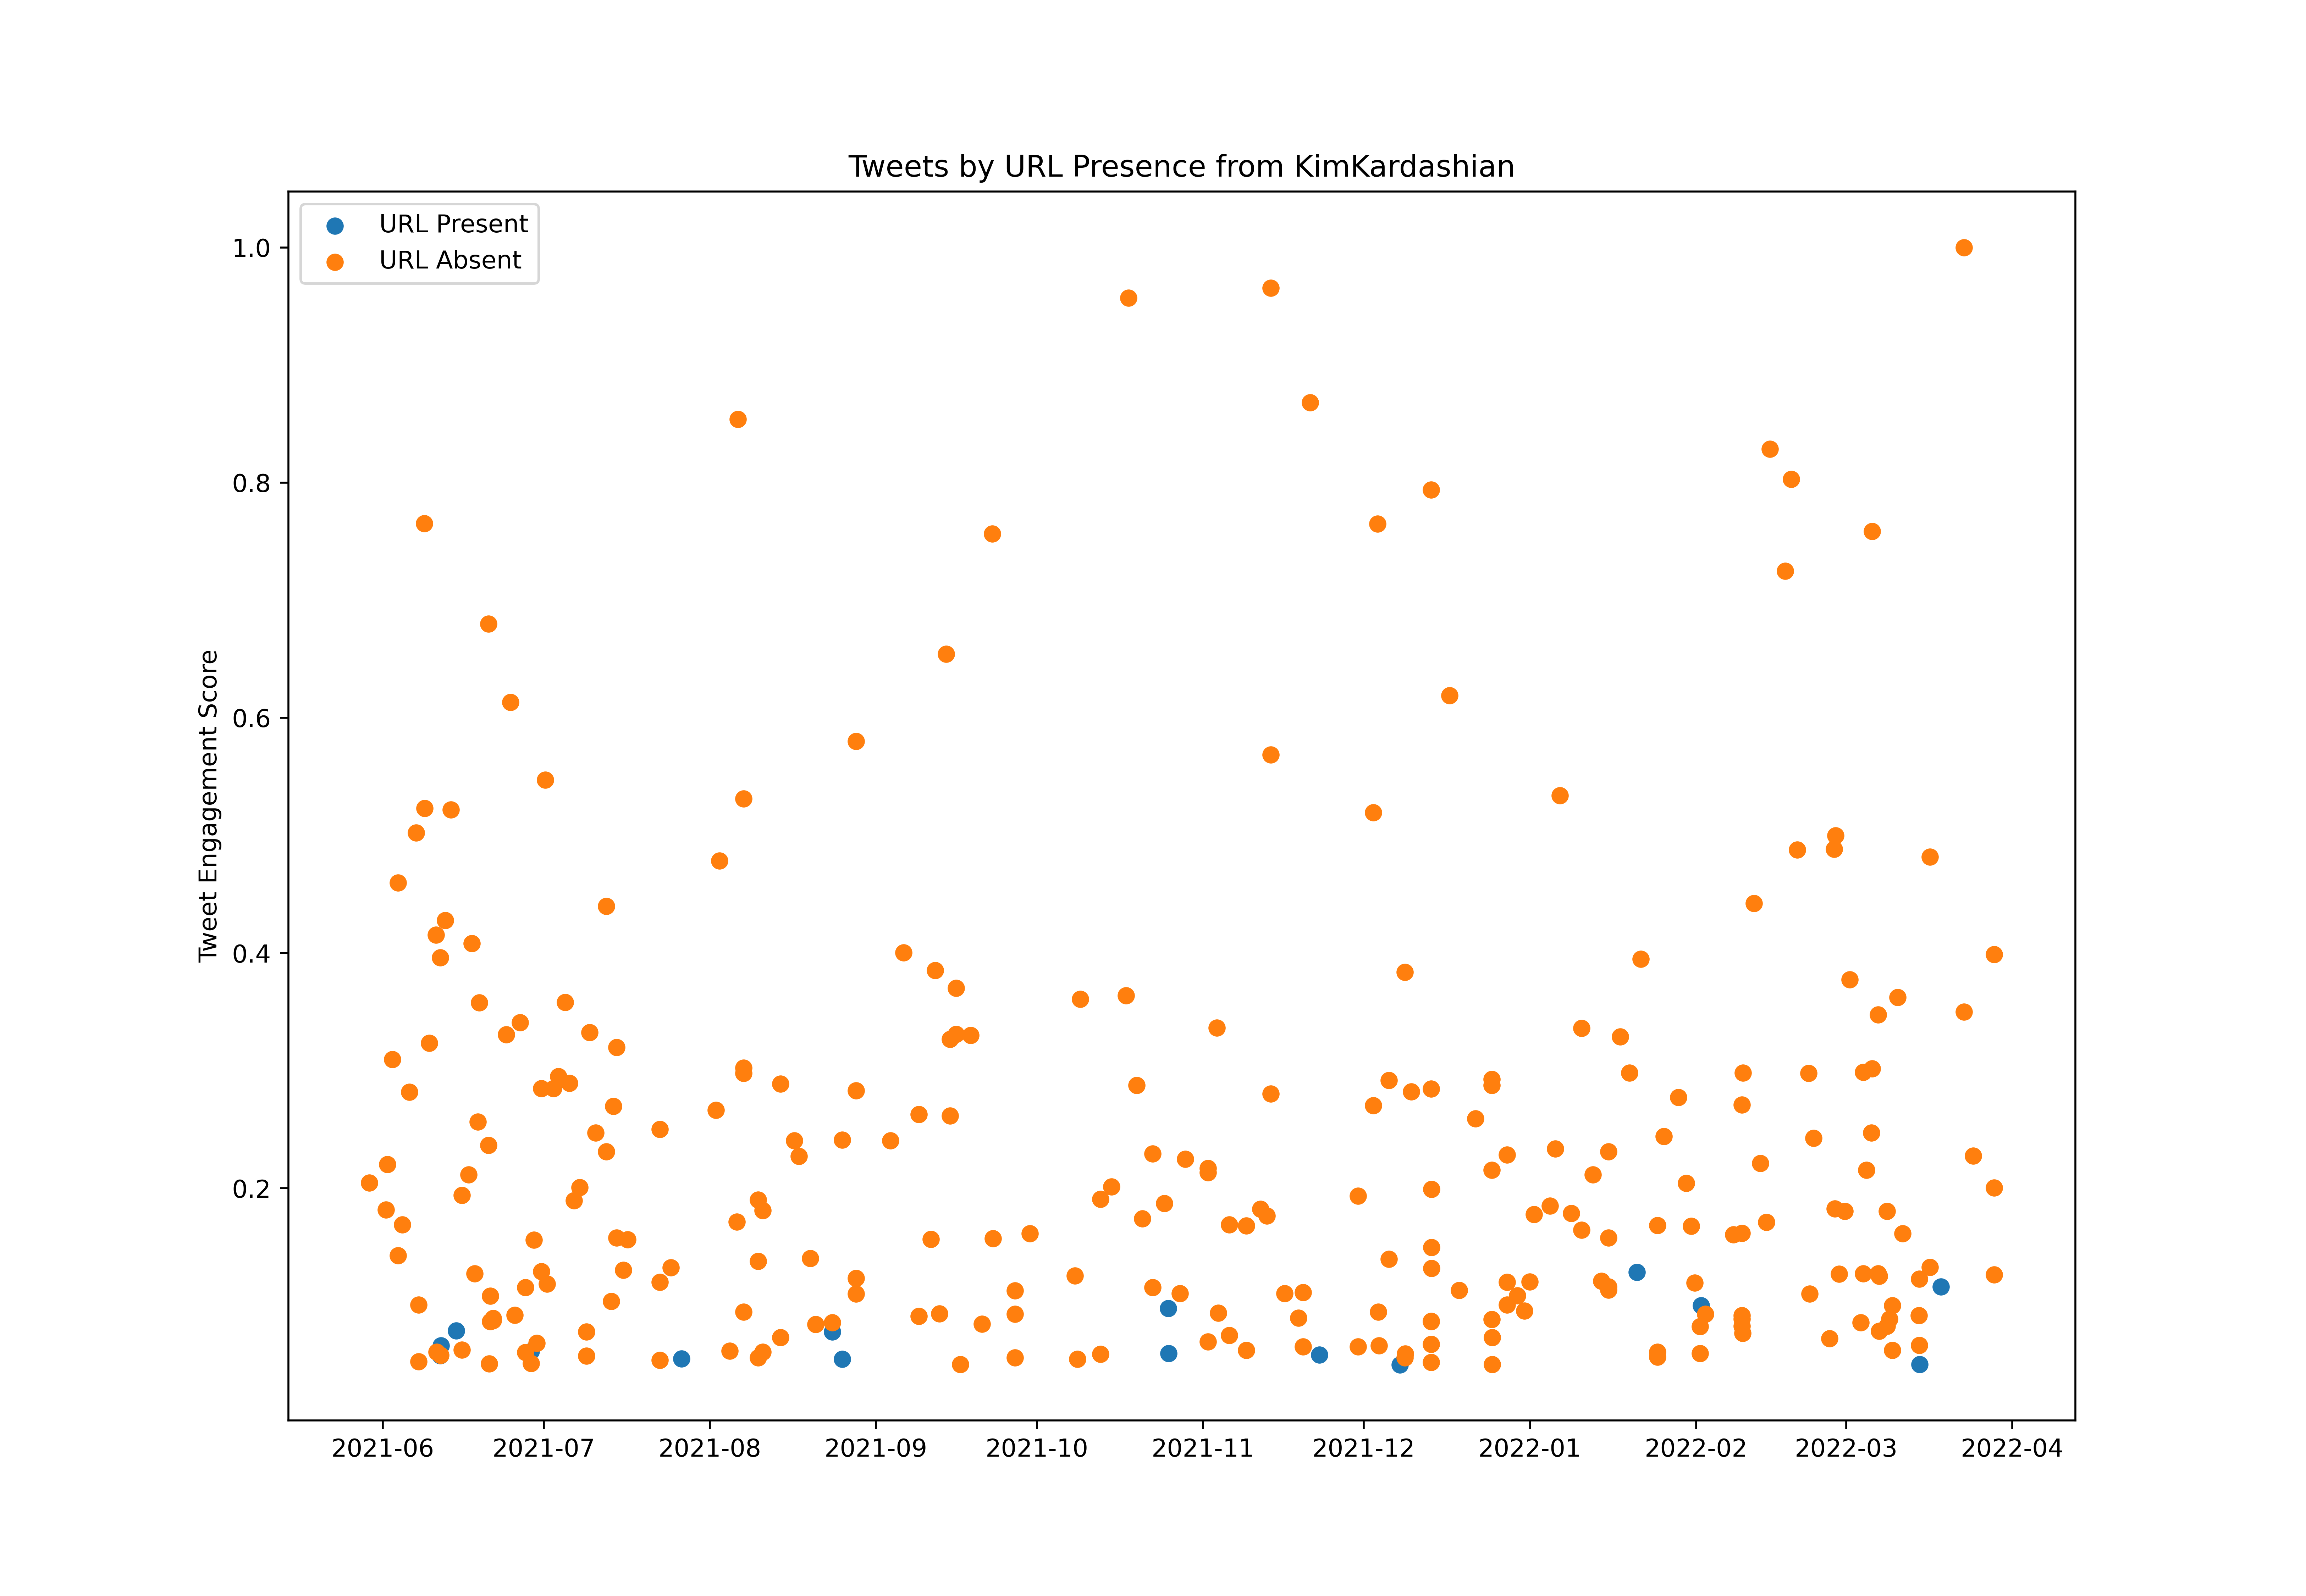 Tweets by URL Presence from KimKardashian
URL Present
URL Absent
Tweet Engagement Score
1.0
0.8
0.6
0.4
0.2
2021-06 2021-07 2021-08 2021-09 2021-10 2021-11 2021-12 2022-01 2022-02 2022-03 2022-04